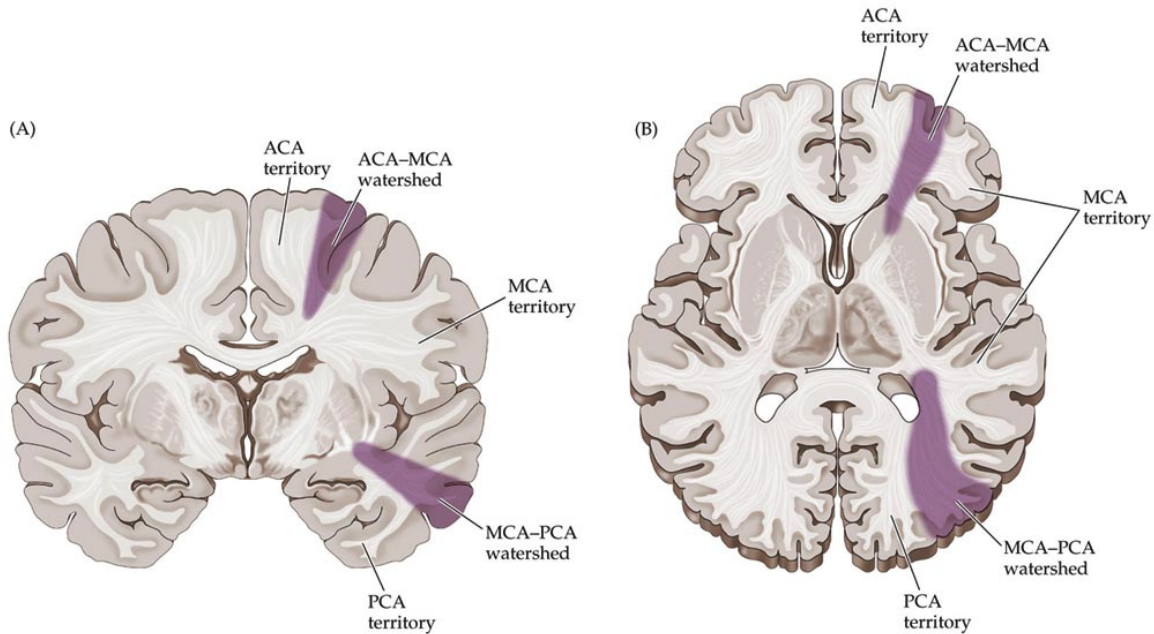 (A)
ACA
territory
ACA–MCA
watershed
MCA
territory
MCA–PCA
watershed
PCA
territory
(B)
ACA
territory
ACA–MCA
watershed
MCA
territory
MCA–PCA
watershed
PCA
territory